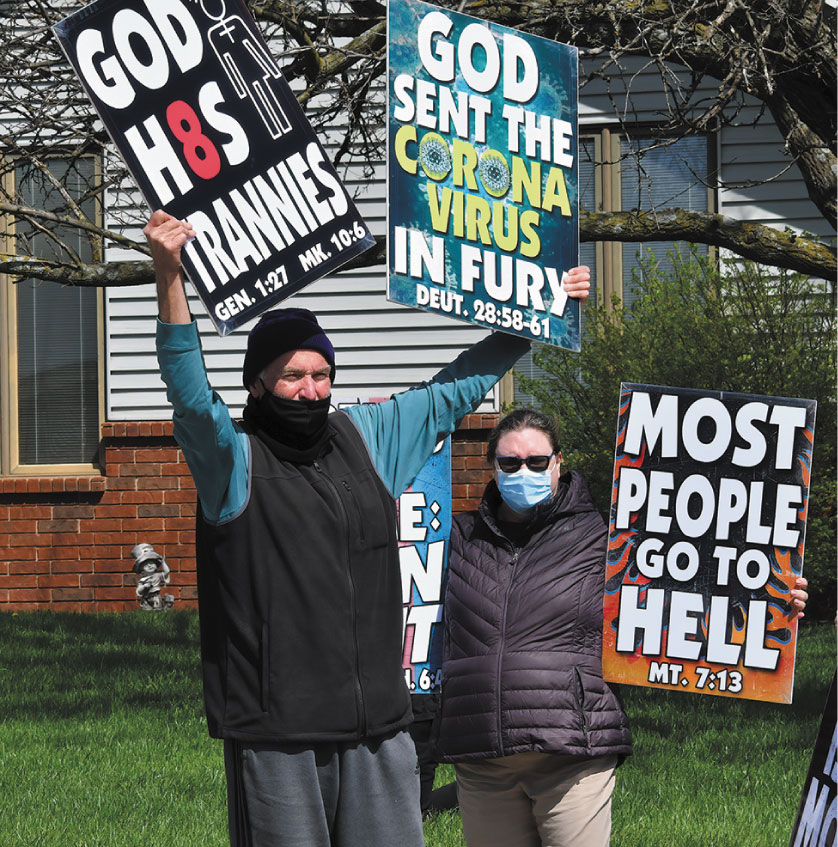 GOD
H8S
TRANNIES
GEN. 1:27 MK. 10:6
GOD
SENT THE
CORONA
VIRUS
IN FURY
DEUT. 28:58-61
MOST
PEOPLE
GO TO
HELL
MT. 7:13
E: